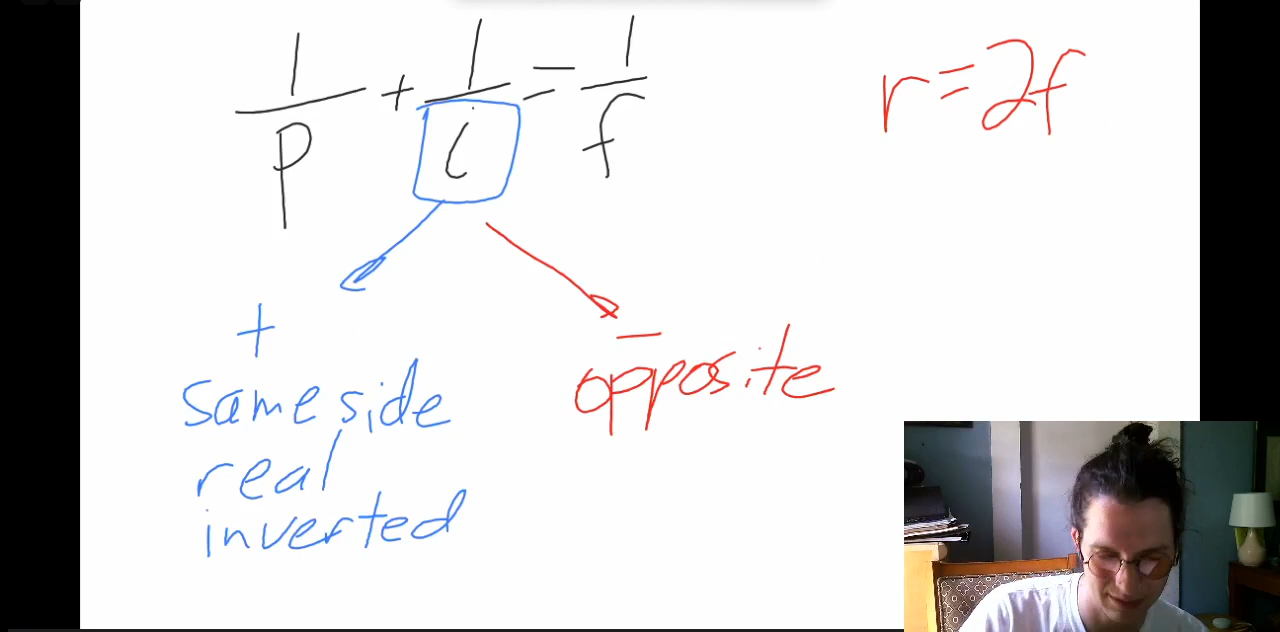 1/p + 1/i = 1/f
r=2f
+
same side
real
inverted
−
opposite